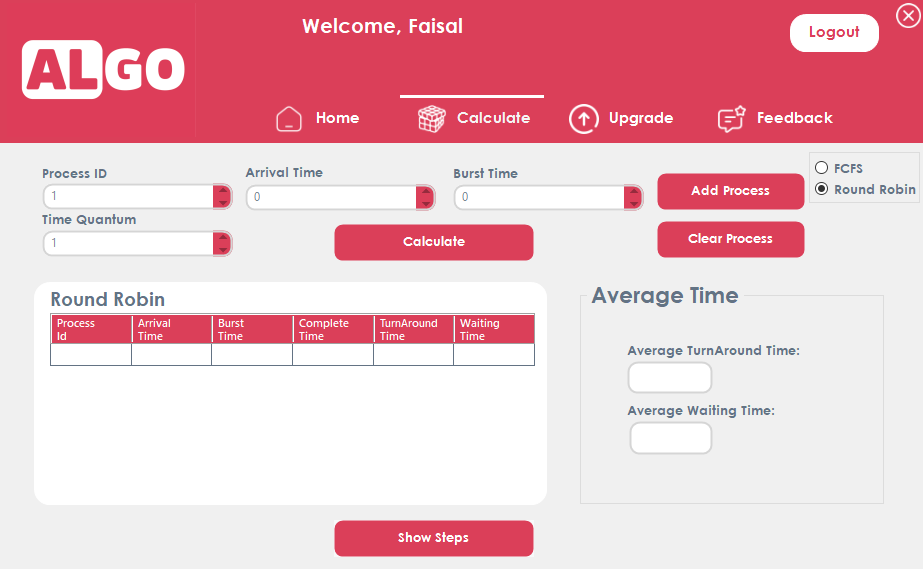 Welcome, Faisal
Logout
ALGO
Home
Calculate
Upgrade
Feedback
Process ID
Arrival Time
Burst Time
1
0
0
Add Process
FCFS
Round Robin
Time Quantum
1
Calculate
Clear Process
Round Robin
Process Id
Arrival Time
Burst Time
Complete Time
TurnAround Time
Waiting Time
Average Time
Average TurnAround Time:
Average Waiting Time:
Show Steps